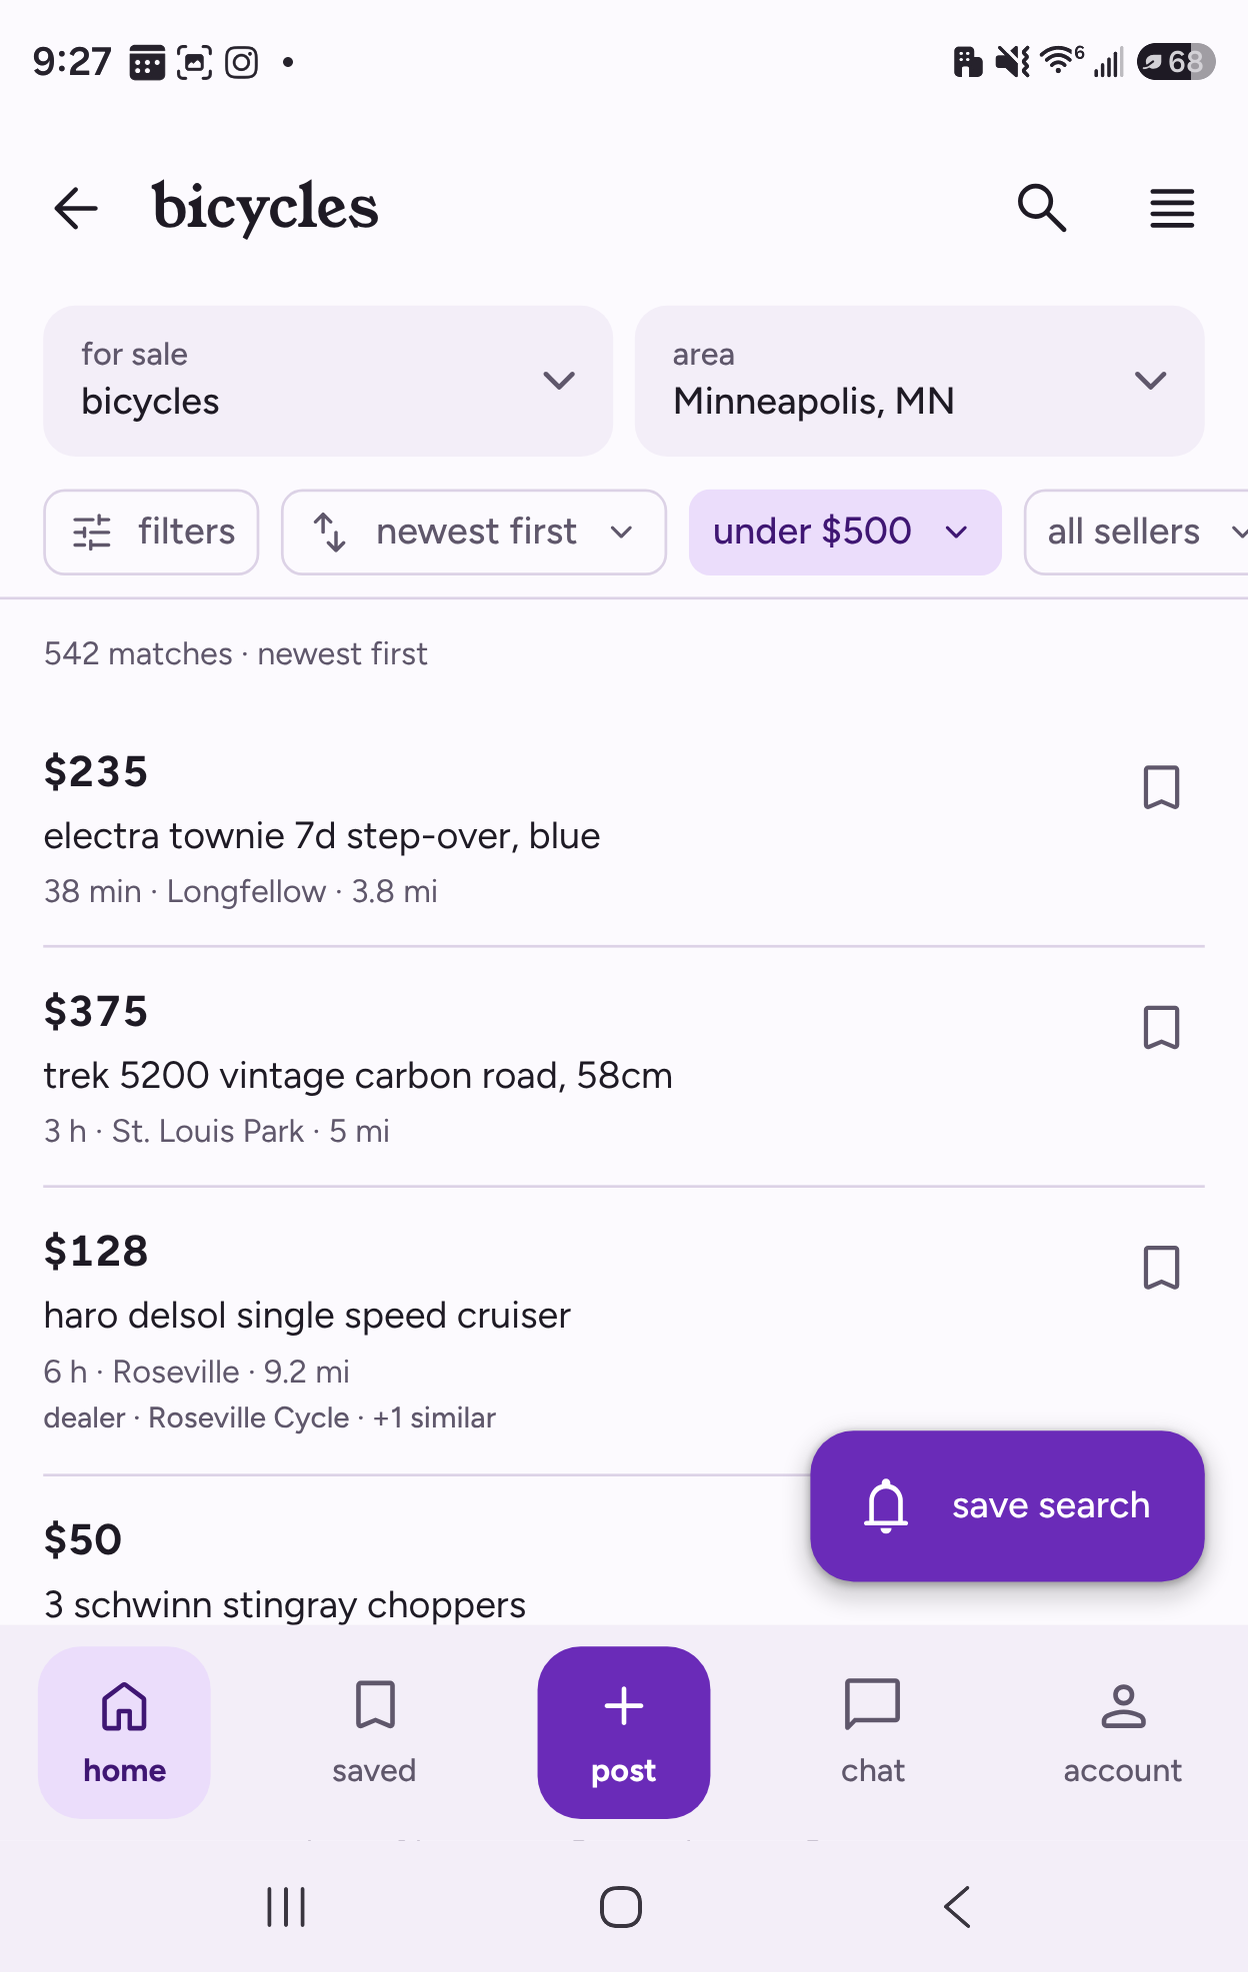 9:27
6
68
bicycles
for sale
bicycles
area
Minneapolis, MN
filters
newest first
under $500
all sellers
542 matches · newest first
$235
electra townie 7d step-over, blue
38 min · Longfellow · 3.8 mi
$375
trek 5200 vintage carbon road, 58cm
3 h · St. Louis Park · 5 mi
$128
haro delsol single speed cruiser
6 h · Roseville · 9.2 mi
dealer · Roseville Cycle · +1 similar
save search
$50
3 schwinn stingray choppers
home
saved
post
chat
account